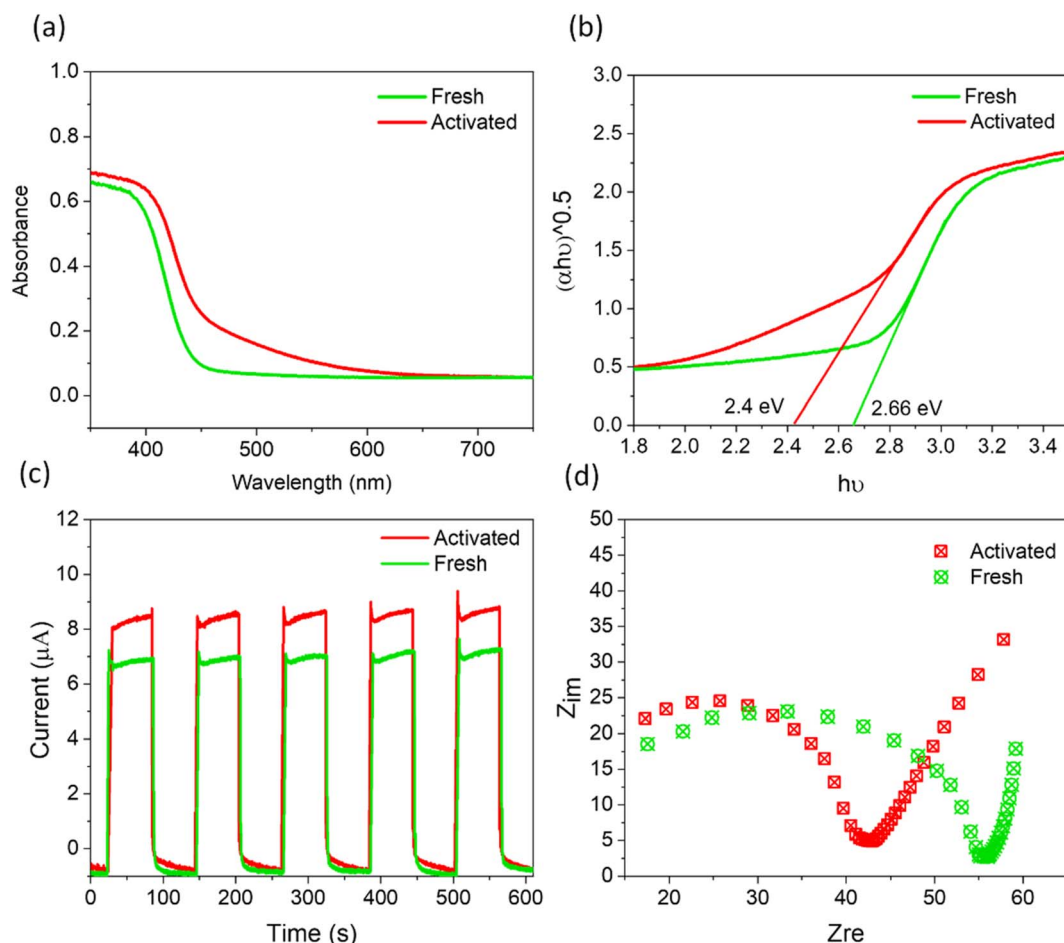 (a)
1.0
0.8
0.6
0.4
0.2
0.0
Absorbance
Fresh
Activated
400
500
600
700
Wavelength (nm)
(b)
3.0
2.5
2.0
1.5
1.0
0.5
0.0
(αhυ)^0.5
Fresh
Activated
2.4 eV
2.66 eV
1.8
2.0
2.2
2.4
2.6
2.8
3.0
3.2
3.4
hυ
(c)
12
10
8
6
4
2
0
Current (μA)
Activated
Fresh
0
100
200
300
400
500
600
Time (s)
(d)
50
45
40
35
30
25
20
15
10
5
0
Zim
Activated
Fresh
20
30
40
50
60
Zre